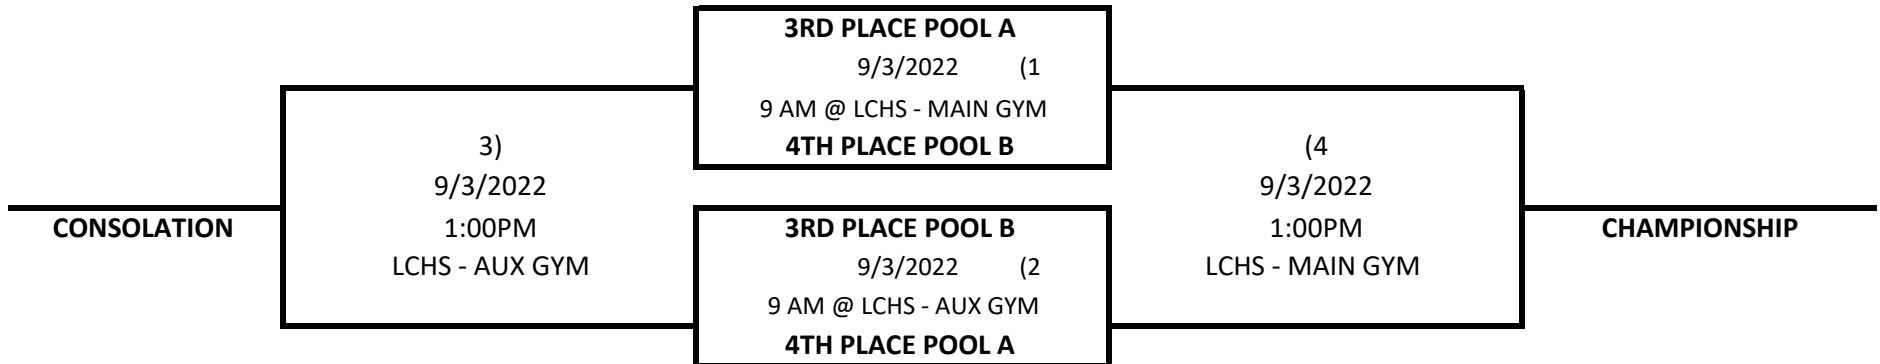 3RD PLACE POOL A
9/3/2022 (1
9 AM @ LCHS - MAIN GYM
4TH PLACE POOL B
3)
9/3/2022
1:00PM
LCHS - AUX GYM
(4
9/3/2022
1:00PM
LCHS - MAIN GYM
CONSOLATION
3RD PLACE POOL B
9/3/2022 (2
9 AM @ LCHS - AUX GYM
4TH PLACE POOL A
CHAMPIONSHIP